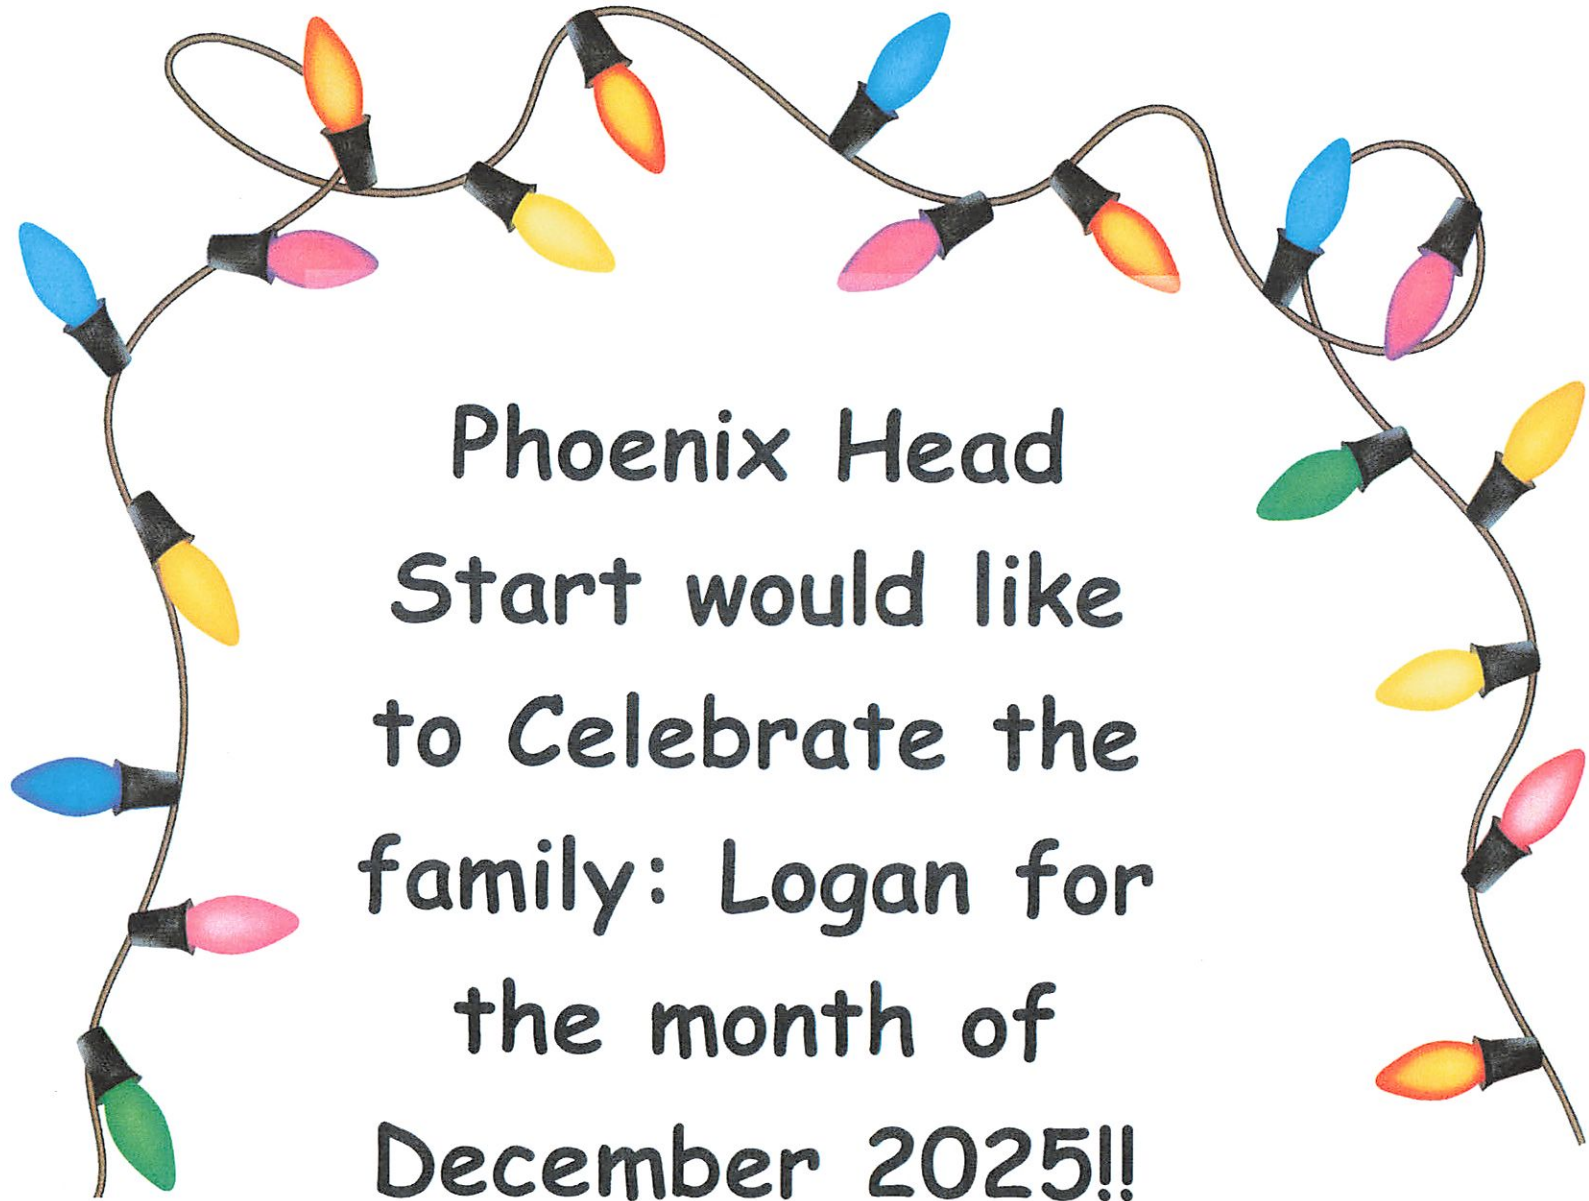 Phoenix Head
Start would like
to Celebrate the
family: Logan for
the month of
December 2025!!